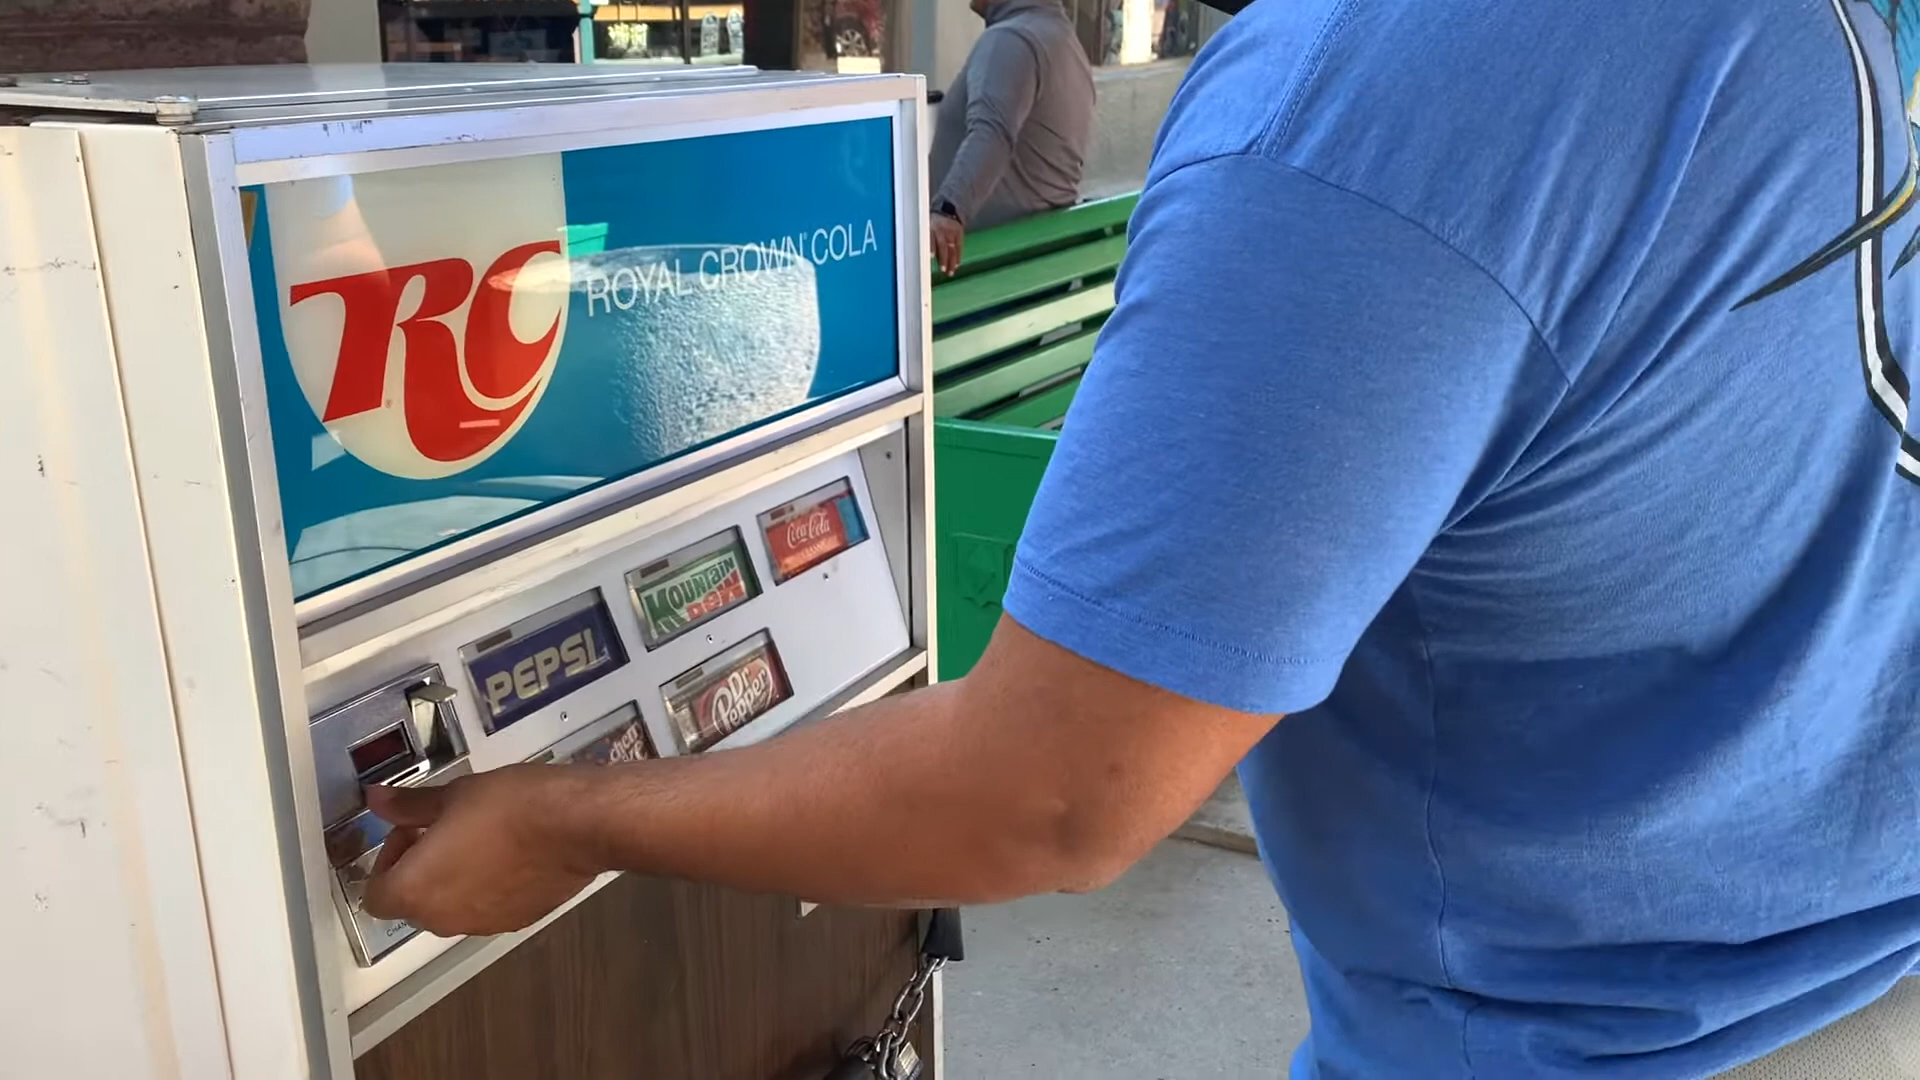 RC
ROYAL CROWN COLA
Coca-Cola
MOUNTAIN
DEW
PEPSI
Dr Pepper